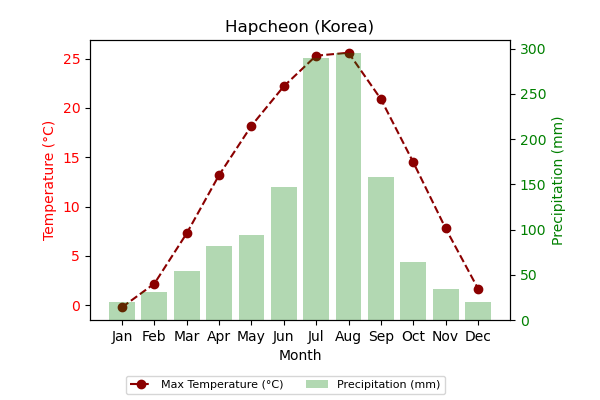 Hapcheon (Korea)
25
20
15
10
5
0
Temperature (°C)
300
250
200
150
100
50
0
Precipitation (mm)
Jan Feb Mar Apr May Jun Jul Aug Sep Oct Nov Dec
Month
Max Temperature (°C) Precipitation (mm)